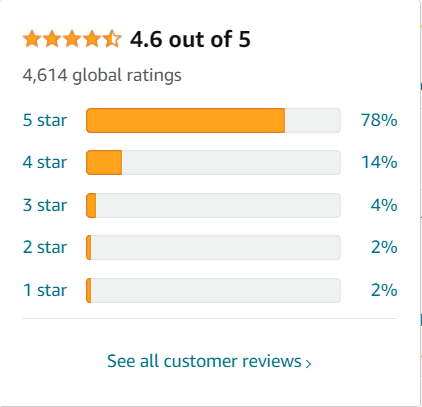 4.6 out of 5
4,614 global ratings
5 star 78%
4 star 14%
3 star 4%
2 star 2%
1 star 2%
See all customer reviews ›